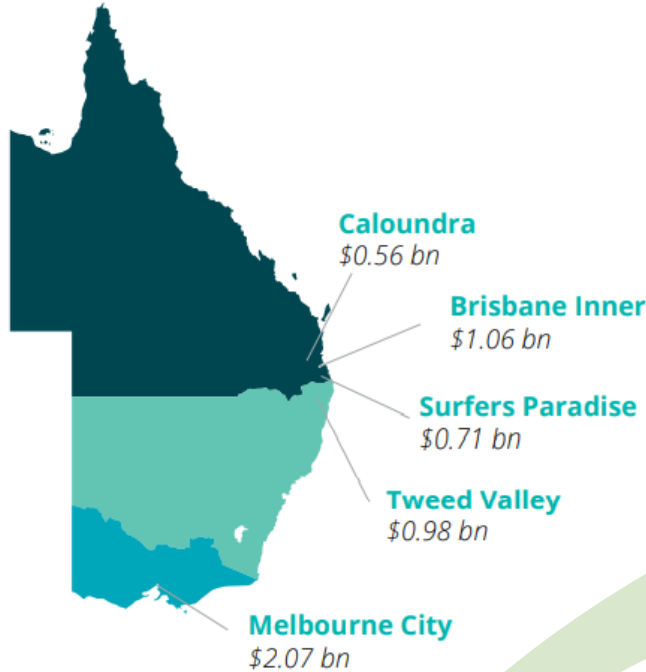 Caloundra
$0.56 bn
Brisbane Inner
$1.06 bn
Surfers Paradise
$0.71 bn
Tweed Valley
$0.98 bn
Melbourne City
$2.07 bn